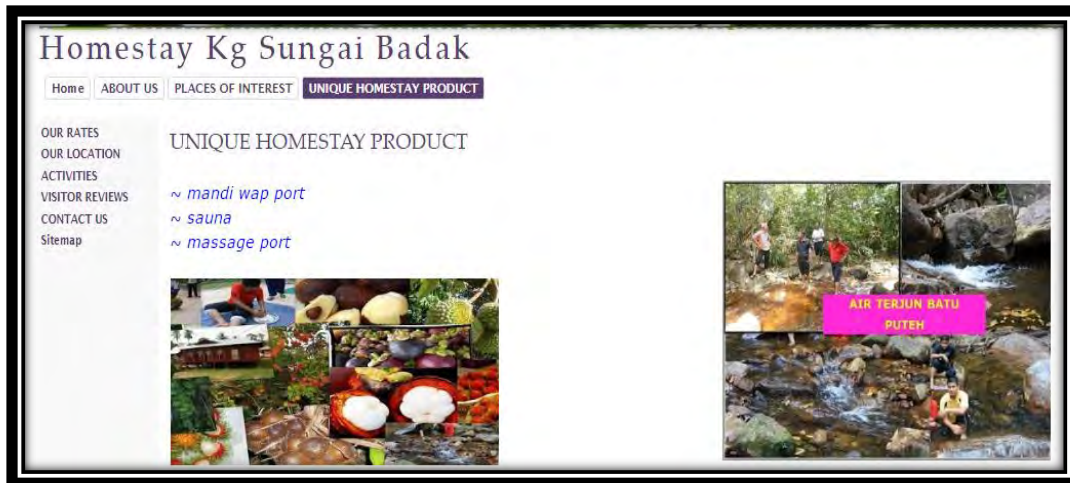 Homestay Kg Sungai Badak
Home ABOUT US PLACES OF INTEREST UNIQUE HOMESTAY PRODUCT
OUR RATES
OUR LOCATION
ACTIVITIES
VISITOR REVIEWS
CONTACT US
Sitemap
UNIQUE HOMESTAY PRODUCT
~ mandi wap port
~ sauna
~ massage port
AIR TERJUN BATU
PUTEH